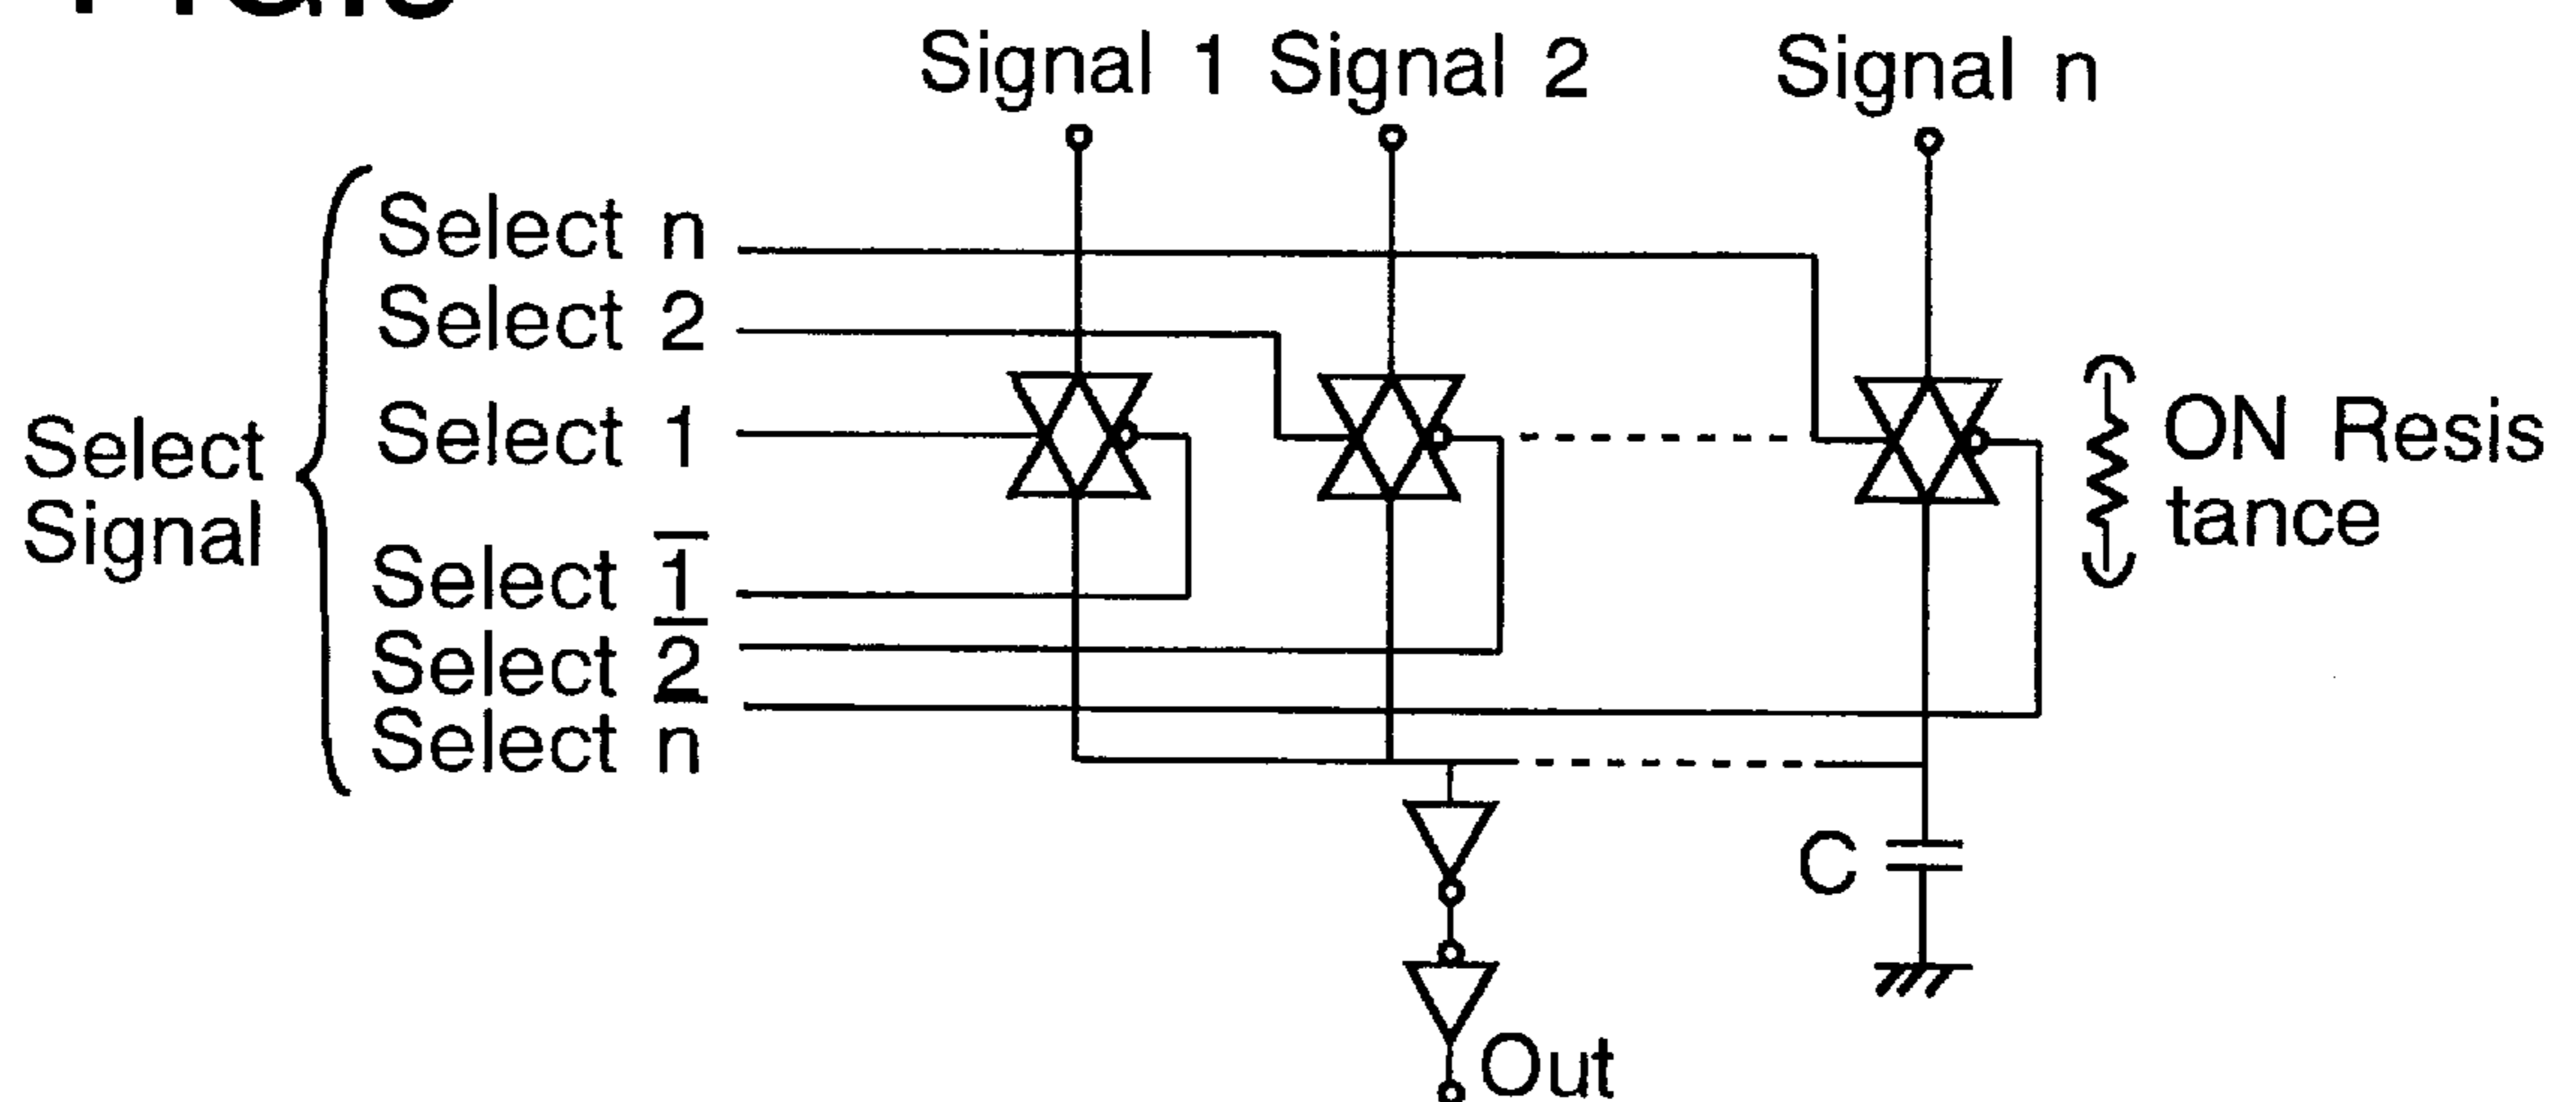 Signal 1 Signal 2 Signal n
Select n
Select 2
Select 1
Select
Signal
Select 1̅
Select 2̅
Select n̅
ON Resis
tance
C
Out